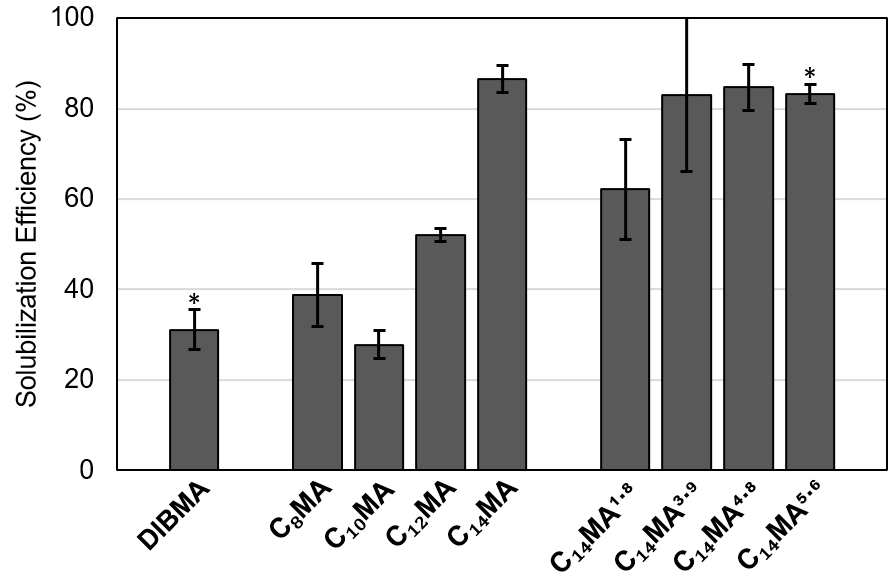 Solubilization Efficiency (%)
100
80
60
40
20
0
*
*
DIBMA
C₈MA
C₁₀MA
C₁₂MA
C₁₄MA
C₁₄MA¹·⁸
C₁₄MA³·⁹
C₁₄MA⁴·⁸
C₁₄MA⁵·⁶